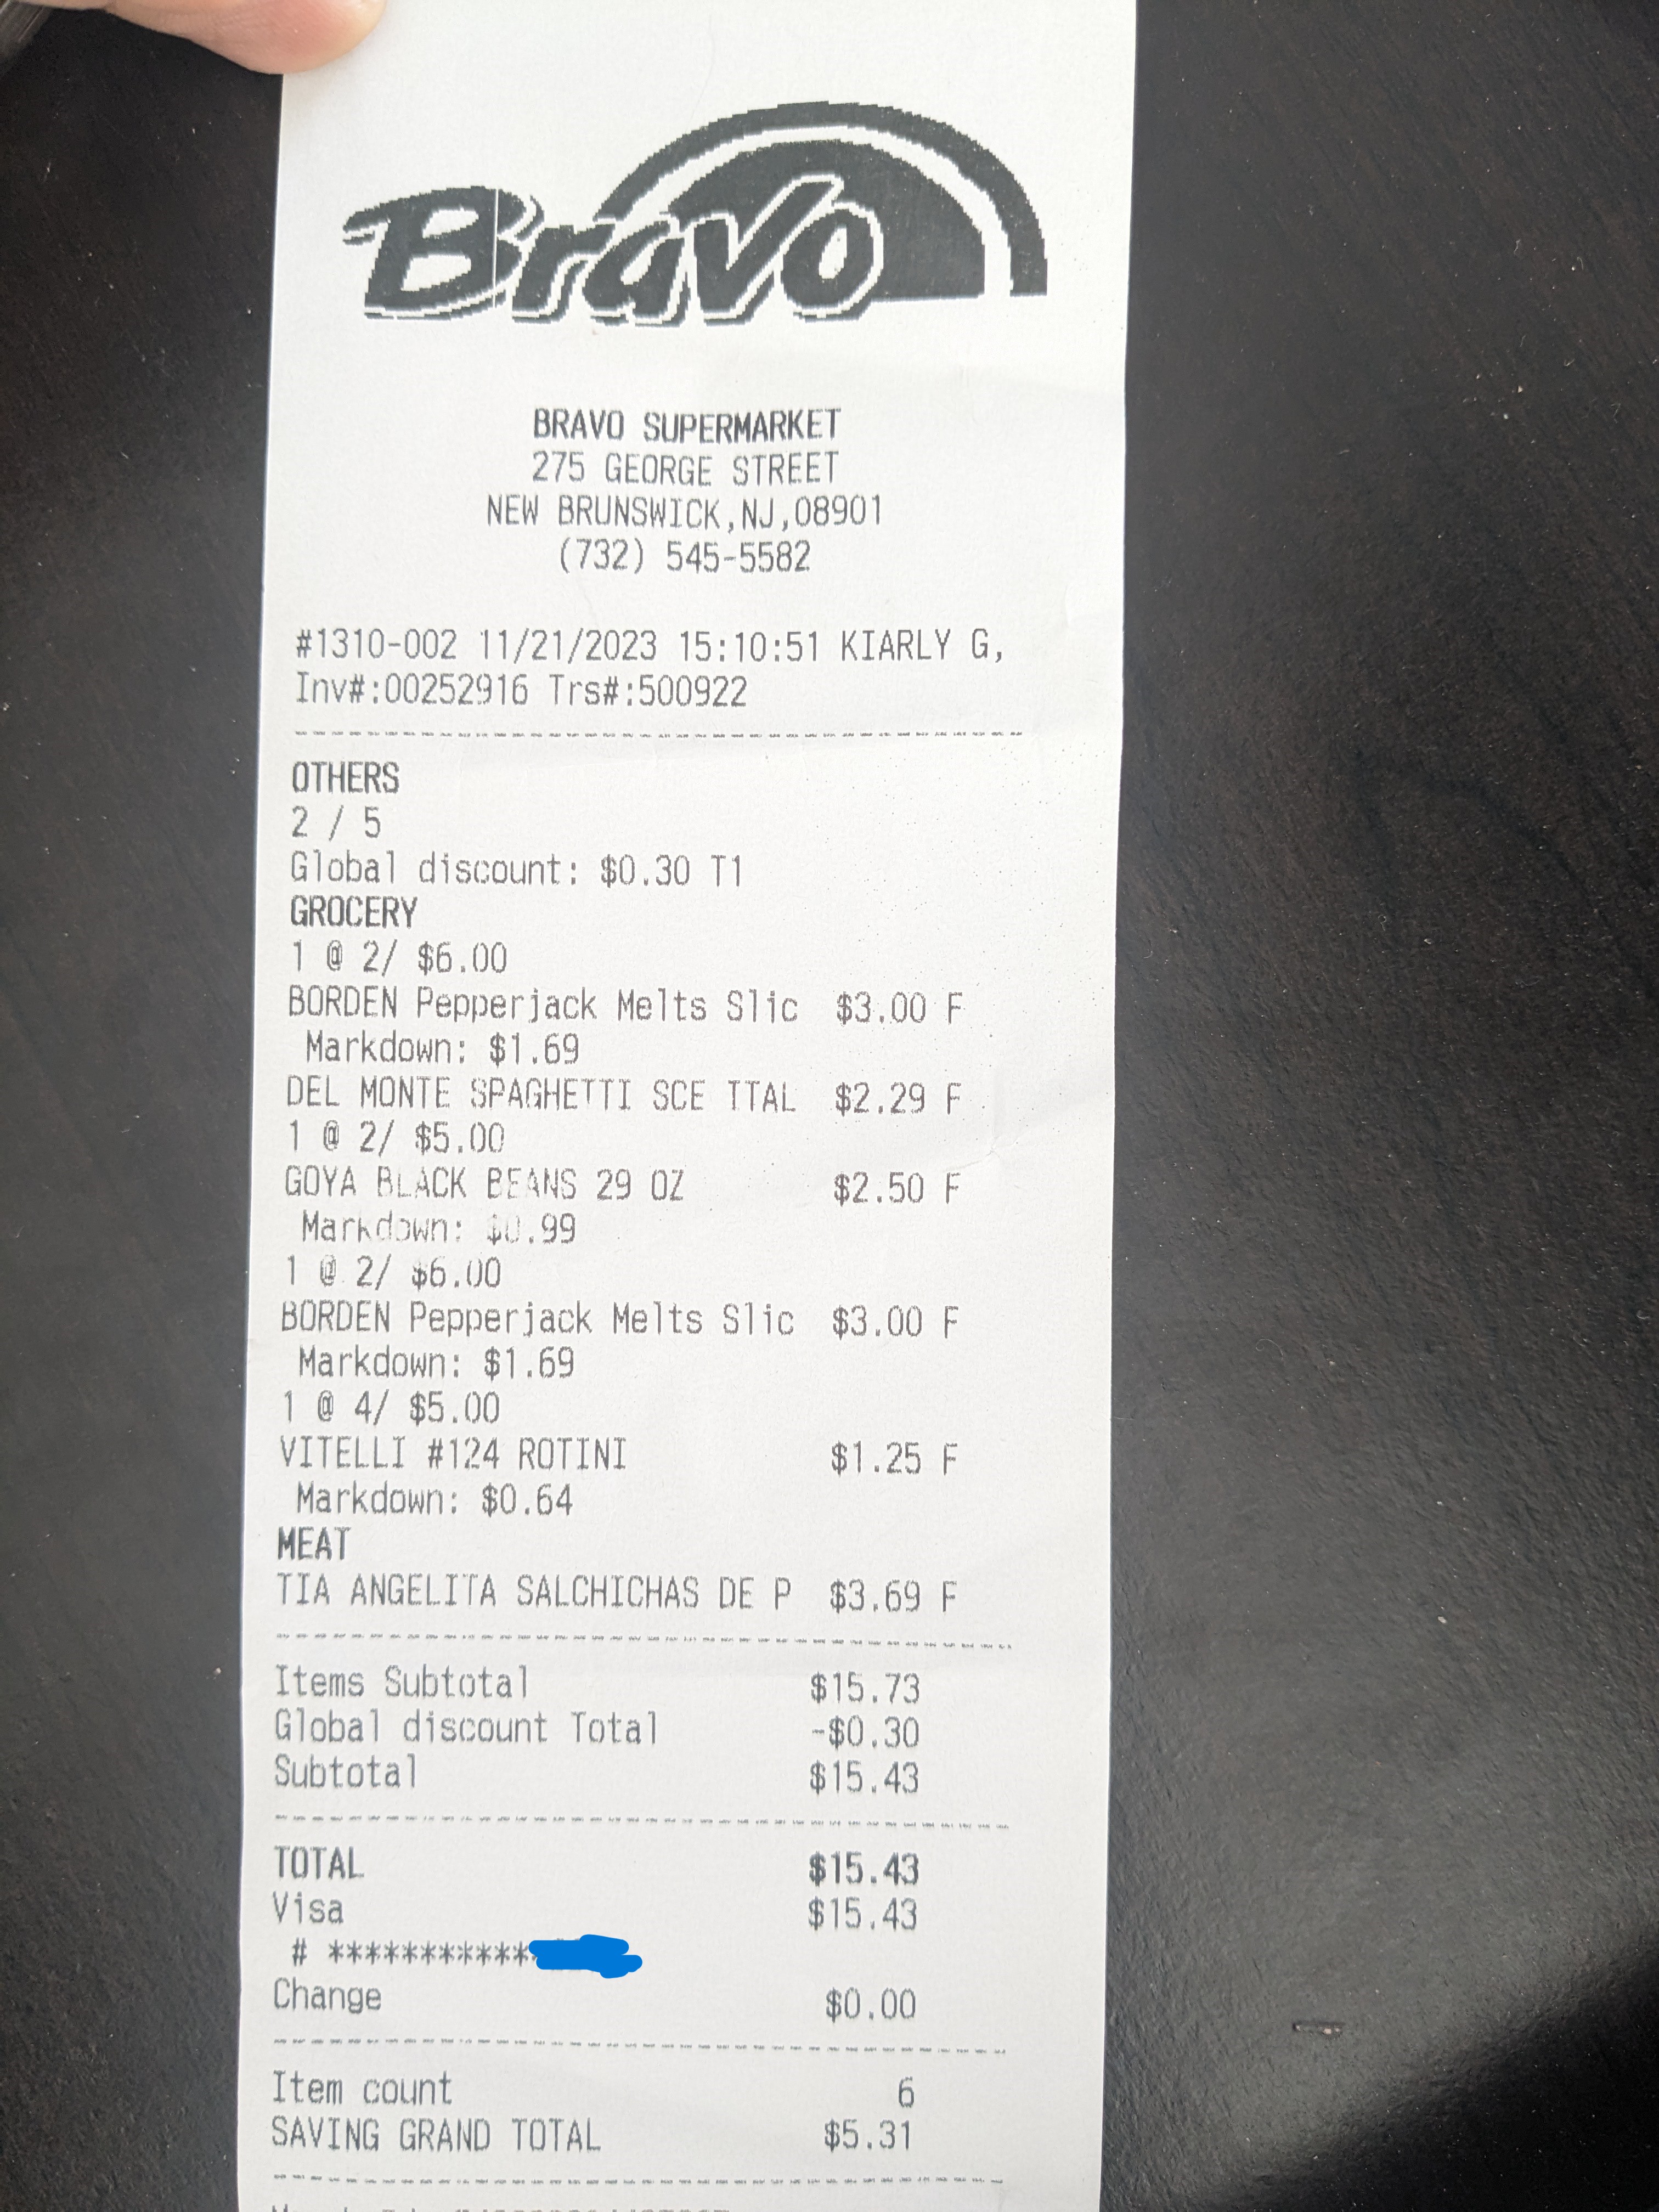 Bravo
BRAVO SUPERMARKET
275 GEORGE STREET
NEW BRUNSWICK,NJ,08901
(732) 545-5582
#1310-002 11/21/2023 15:10:51 KIARLY G,
Inv#:00252916 Trs#:500922
OTHERS
2 / 5
Global discount: $0.30 T1
GROCERY
1 @ 2/ $6.00
BORDEN Pepperjack Melts Slic $3.00 F
Markdown: $1.69
DEL MONTE SPAGHETTI SCE TTAL $2.29 F
1 @ 2/ $5.00
GOYA BLACK BEANS 29 OZ $2.50 F
Markdown: $0.99
1 @ 2/ $6.00
BORDEN Pepperjack Melts Slic $3.00 F
Markdown: $1.69
1 @ 4/ $5.00
VITELLI #124 ROTINI $1.25 F
Markdown: $0.64
MEAT
TIA ANGELITA SALCHICHAS DE P $3.69 F
Items Subtotal $15.73
Global discount Total -$0.30
Subtotal $15.43
TOTAL $15.43
Visa $15.43
# ***********
Change $0.00
Item count 6
SAVING GRAND TOTAL $5.31